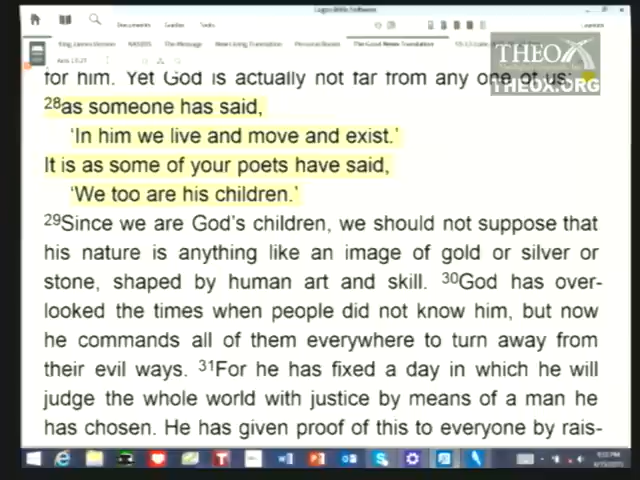 Logos Bible Software
Documents Guides Tools
King James Version The Message New Living Translation The Good News Translation
for him. Yet God is actually not far from any one of us;
THEOX
THEOX.ORG
28as someone has said,
‘In him we live and move and exist.’
It is as some of your poets have said,
‘We too are his children.’
29Since we are God’s children, we should not suppose that
his nature is anything like an image of gold or silver or
stone, shaped by human art and skill. 30God has over-
looked the times when people did not know him, but now
he commands all of them everywhere to turn away from
their evil ways. 31For he has fixed a day in which he will
judge the whole world with justice by means of a man he
has chosen. He has given proof of this to everyone by rais-